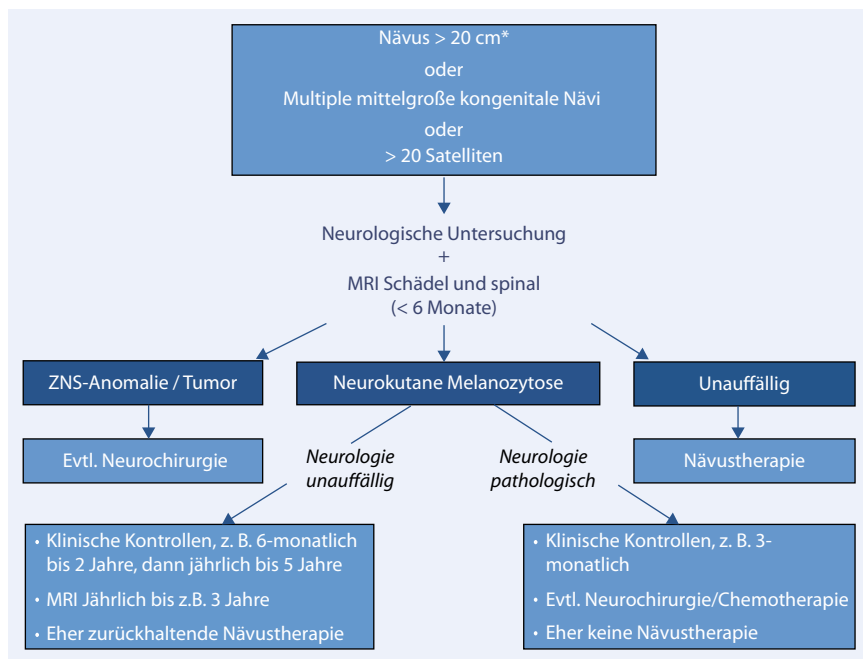 Nävus > 20 cm*
oder
Multiple mittelgroße kongenitale Nävi
oder
> 20 Satelliten
Neurologische Untersuchung
+
MRI Schädel und spinal
(< 6 Monate)
ZNS-Anomalie / Tumor
Neurokutane Melanozytose
Unauffällig
Evtl. Neurochirurgie
Neurologie
unauffällig
Neurologie
pathologisch
Nävustherapie
· Klinische Kontrollen, z. B. 6-monatlich
bis 2 Jahre, dann jährlich bis 5 Jahre
· MRI Jährlich bis z.B. 3 Jahre
· Eher zurückhaltende Nävustherapie
· Klinische Kontrollen, z. B. 3-
monatlich
· Evtl. Neurochirurgie/Chemotherapie
· Eher keine Nävustherapie